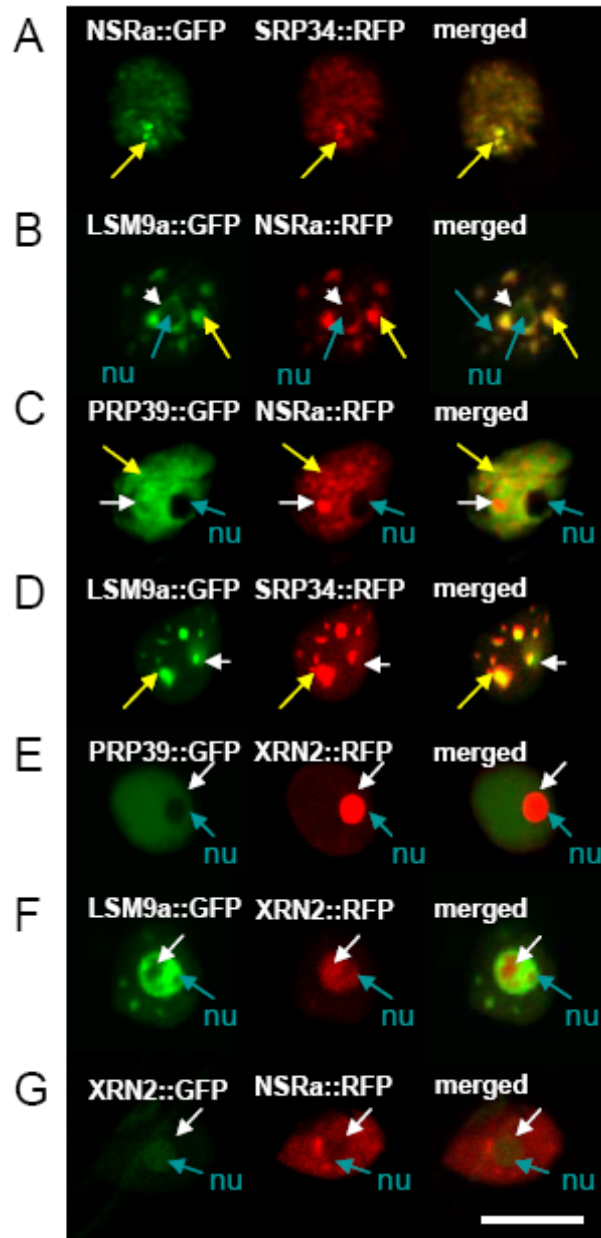 A NSRa::GFP SRP34::RFP merged
B LSM9a::GFP NSRa::RFP merged
nu nu nu
C PRP39::GFP NSRa::RFP merged
nu nu nu
D LSM9a::GFP SRP34::RFP merged
E PRP39::GFP XRN2::RFP merged
nu nu nu
F LSM9a::GFP XRN2::RFP merged
nu nu nu
G XRN2::GFP NSRa::RFP merged
nu nu nu